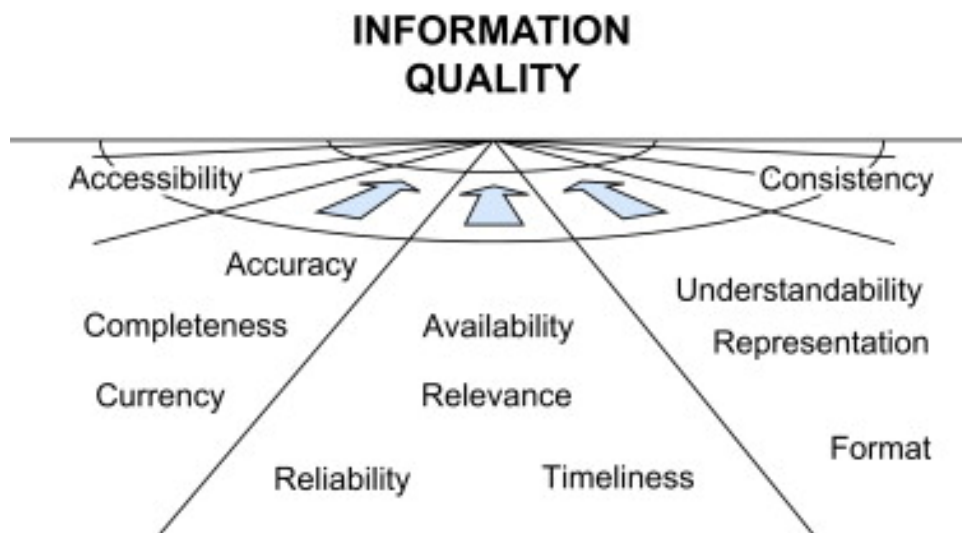 INFORMATION
QUALITY
Accessibility
Consistency
Accuracy
Understandability
Completeness
Availability
Representation
Currency
Relevance
Format
Reliability
Timeliness